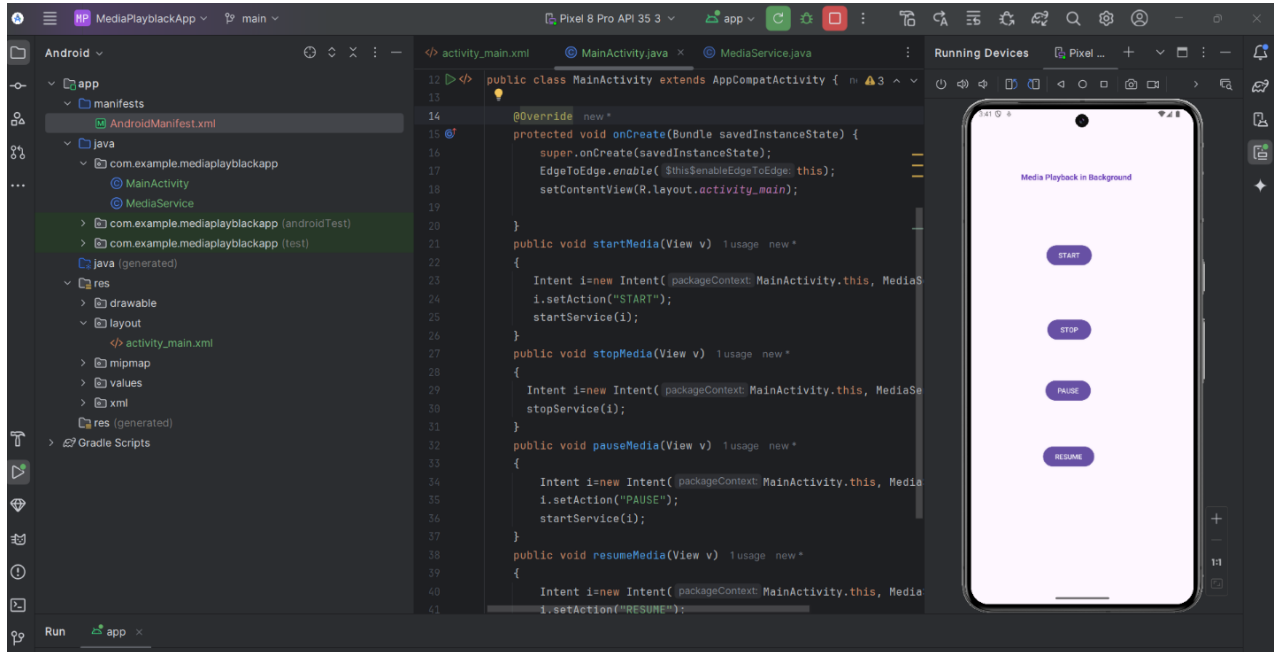 MP MediaPlayblackApp main Pixel 8 Pro API 35 3 app
Android
app
manifests
AndroidManifest.xml
java
com.example.mediaplayblackapp
MainActivity
MediaService
com.example.mediaplayblackapp (androidTest)
com.example.mediaplayblackapp (test)
java (generated)
res
drawable
layout
activity_main.xml
mipmap
values
xml
res (generated)
Gradle Scripts
activity_main.xml MainActivity.java MediaService.java
12 public class MainActivity extends AppCompatActivity { 3
13
14 @Override new *
15 protected void onCreate(Bundle savedInstanceState) {
16 super.onCreate(savedInstanceState);
17 EdgeToEdge.enable( $this$enableEdgeToEdge: this);
18 setContentView(R.layout.activity_main);
19
20 }
21 public void startMedia(View v) 1 usage new *
22 {
23 Intent i=new Intent( packageContext: MainActivity.this, MediaS
24 i.setAction("START");
25 startService(i);
26 }
27 public void stopMedia(View v) 1 usage new *
28 {
29 Intent i=new Intent( packageContext: MainActivity.this, MediaSe
30 stopService(i);
31 }
32 public void pauseMedia(View v) 1 usage new *
33 {
34 Intent i=new Intent( packageContext: MainActivity.this, Media
35 i.setAction("PAUSE");
36 startService(i);
37 }
38 public void resumeMedia(View v) 1 usage new *
39 {
40 Intent i=new Intent( packageContext: MainActivity.this, Media
41 i.setAction("RESUME");
Running Devices Pixel ...
3:41
Media Playback in Background
START
STOP
PAUSE
RESUME
1:1
Run app